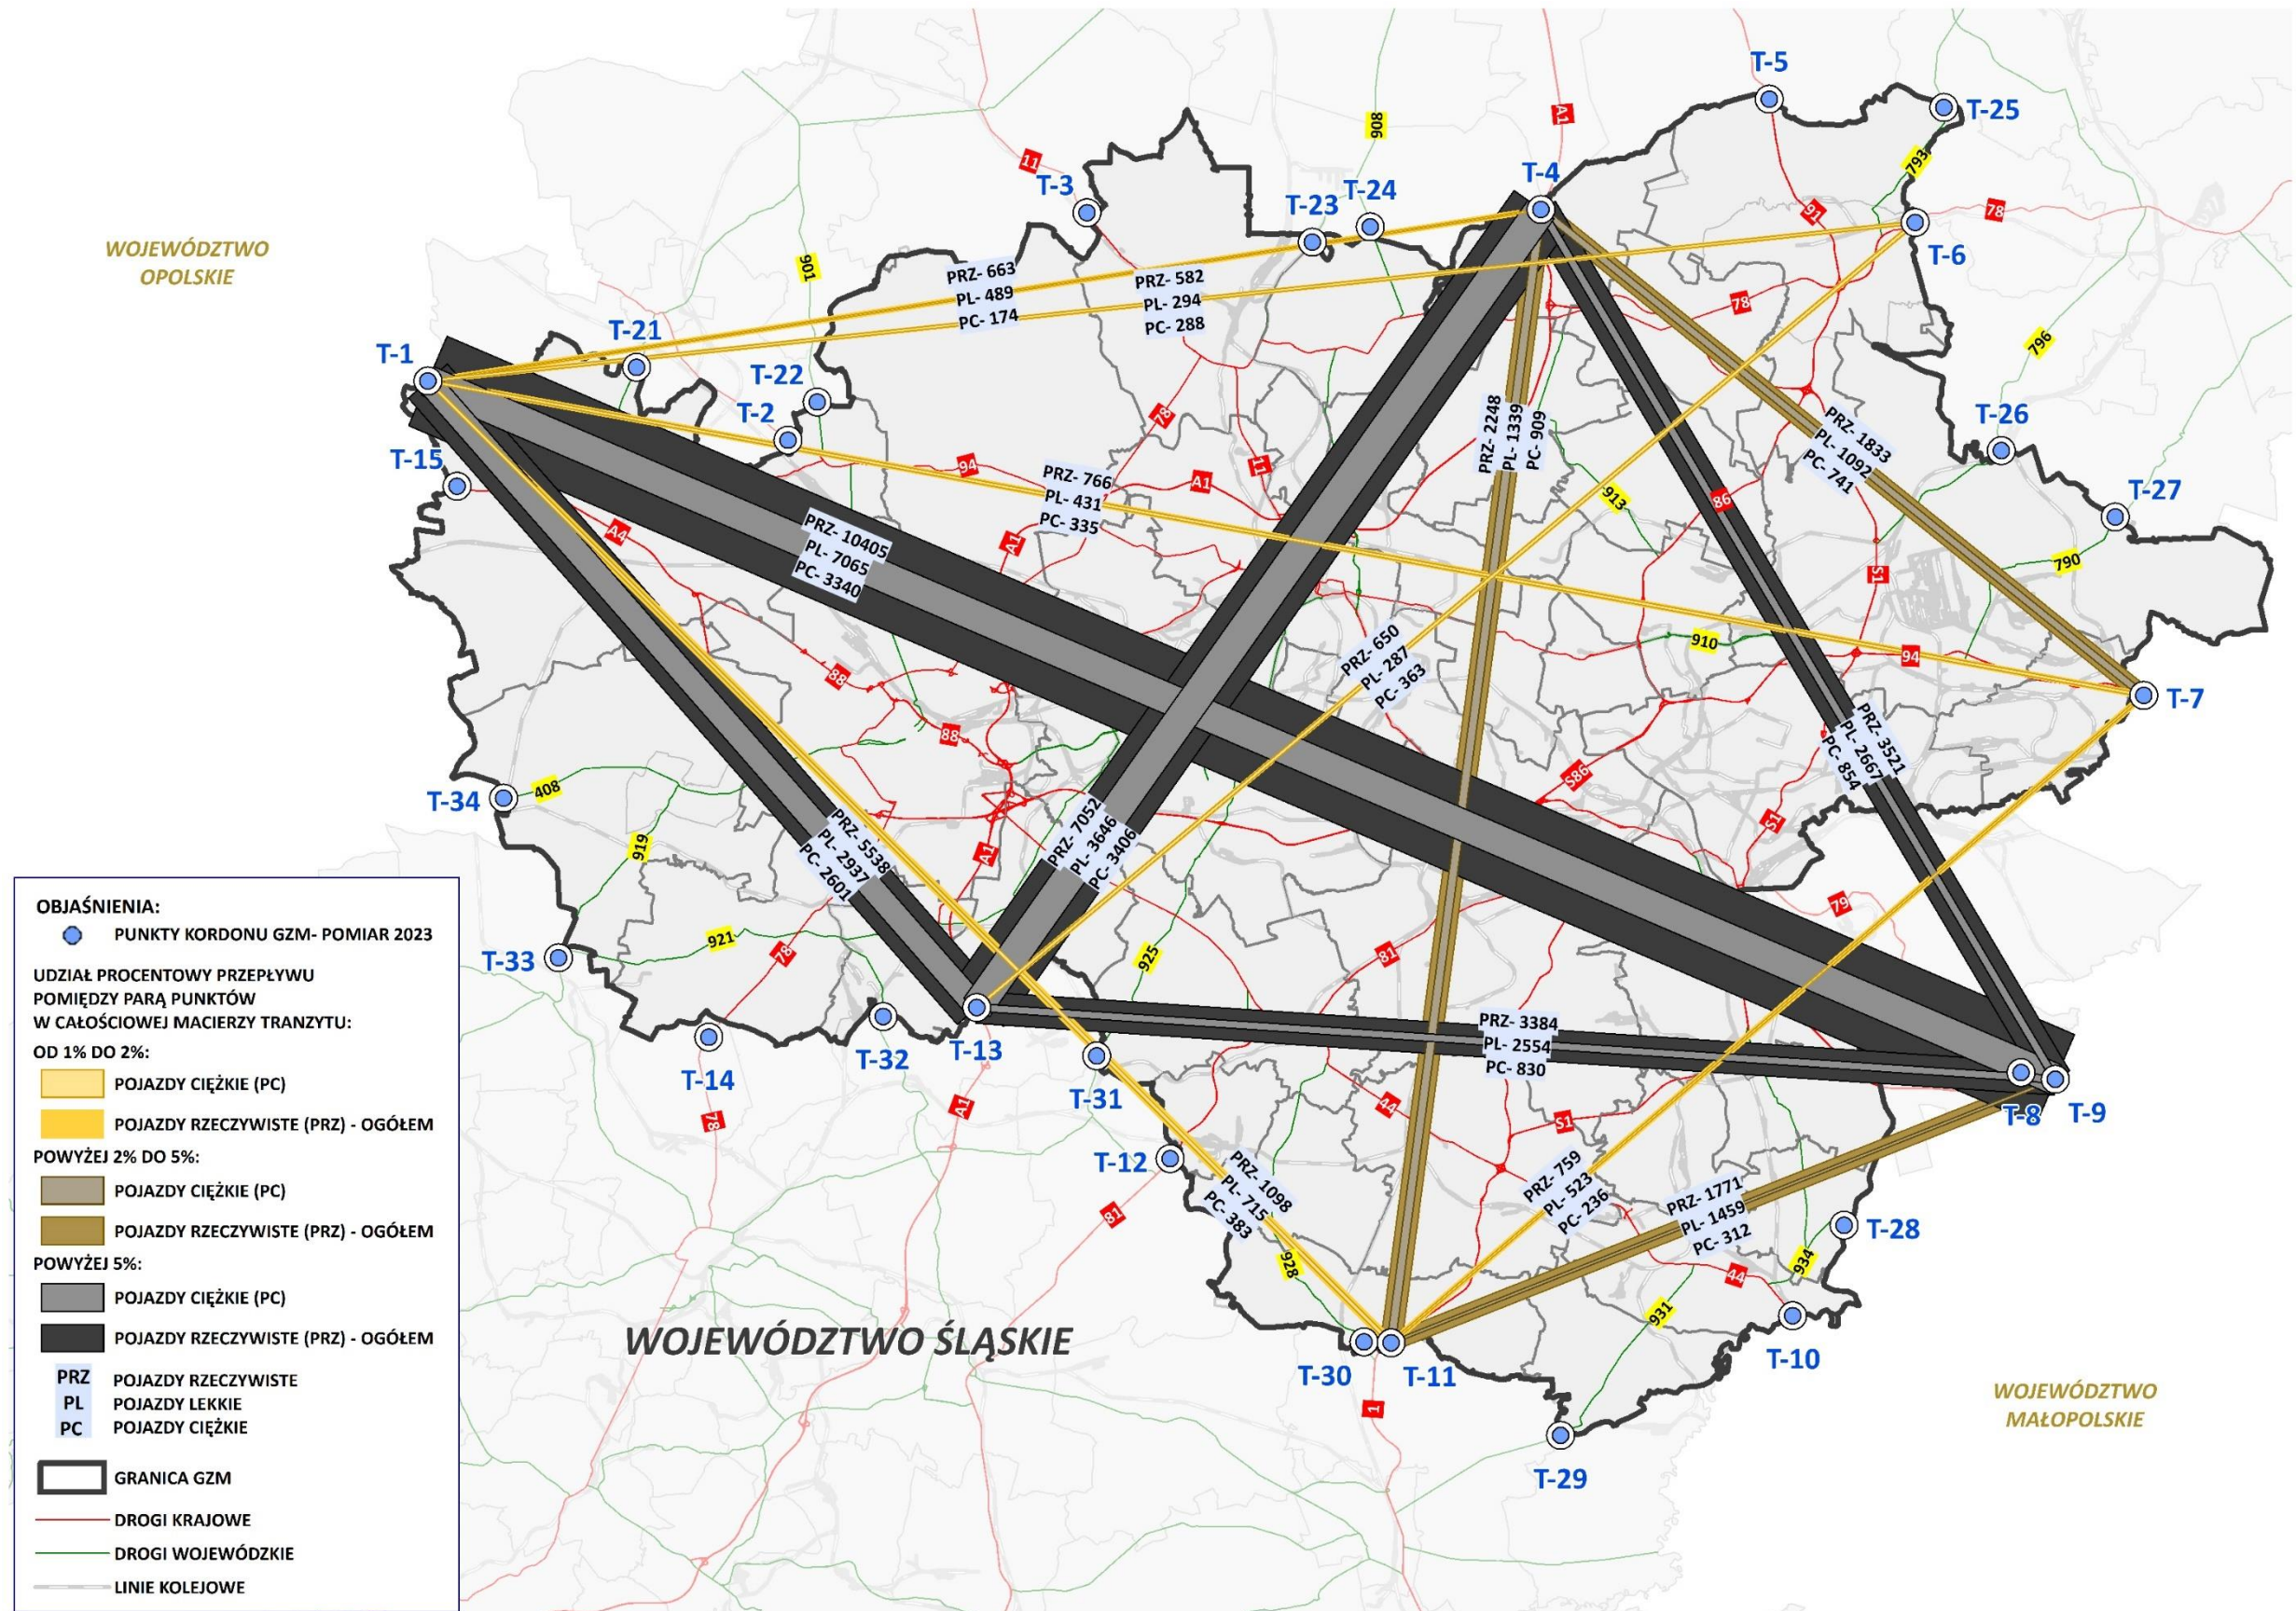 WOJEWÓDZTWO
OPOLSKIE
T-5
T-25
T-4
T-3
T-23
T-24
T-6
T-21
T-1
T-22
T-2
T-15
T-26
T-27
T-7
T-34
T-33
T-14
T-32
T-13
T-31
T-12
T-8
T-9
T-28
T-10
T-30
T-11
T-29
11
908
A1
793
78
91
901
78
796
78
94
A1
11
A4
A1
86
913
S1
790
88
910
94
88
S86
S1
408
919
A1
921
78
925
81
79
44
S1
A1
78
81
928
934
44
931
1
PRZ- 663
PL- 489
PC- 174
PRZ- 582
PL- 294
PC- 288
PRZ- 2248
PL- 1339
PC- 909
PRZ- 1833
PL- 1092
PC- 741
PRZ- 766
PL- 431
PC- 335
PRZ- 10405
PL- 7065
PC- 3340
PRZ- 650
PL- 287
PC- 363
PRZ- 3521
PL- 2667
PC- 854
PRZ- 5538
PL- 2937
PC- 2601
PRZ- 7052
PL- 3646
PC- 3406
PRZ- 3384
PL- 2554
PC- 830
PRZ- 1098
PL- 715
PC- 383
PRZ- 759
PL- 523
PC- 236
PRZ- 1771
PL- 1459
PC- 312
WOJEWÓDZTWO ŚLĄSKIE
WOJEWÓDZTWO
MAŁOPOLSKIE
OBJAŚNIENIA:
PUNKTY KORDONU GZM- POMIAR 2023
UDZIAŁ PROCENTOWY PRZEPŁYWU
POMIĘDZY PARĄ PUNKTÓW
W CAŁOŚCIOWEJ MACIERZY TRANZYTU:
OD 1% DO 2%:
POJAZDY CIĘŻKIE (PC)
POJAZDY RZECZYWISTE (PRZ) - OGÓŁEM
POWYŻEJ 2% DO 5%:
POJAZDY CIĘŻKIE (PC)
POJAZDY RZECZYWISTE (PRZ) - OGÓŁEM
POWYŻEJ 5%:
POJAZDY CIĘŻKIE (PC)
POJAZDY RZECZYWISTE (PRZ) - OGÓŁEM
PRZ POJAZDY RZECZYWISTE
PL POJAZDY LEKKIE
PC POJAZDY CIĘŻKIE
GRANICA GZM
DROGI KRAJOWE
DROGI WOJEWÓDZKIE
LINIE KOLEJOWE